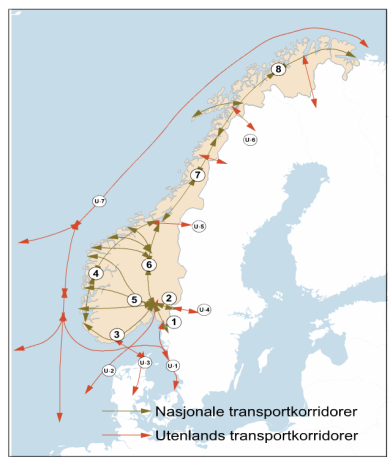 8
U-6
7
U-7
U-5
6
4
5
2
U-4
1
3
U-3
U-1
U-2
Nasjonale transportkorridorer
Utenlands transportkorridorer